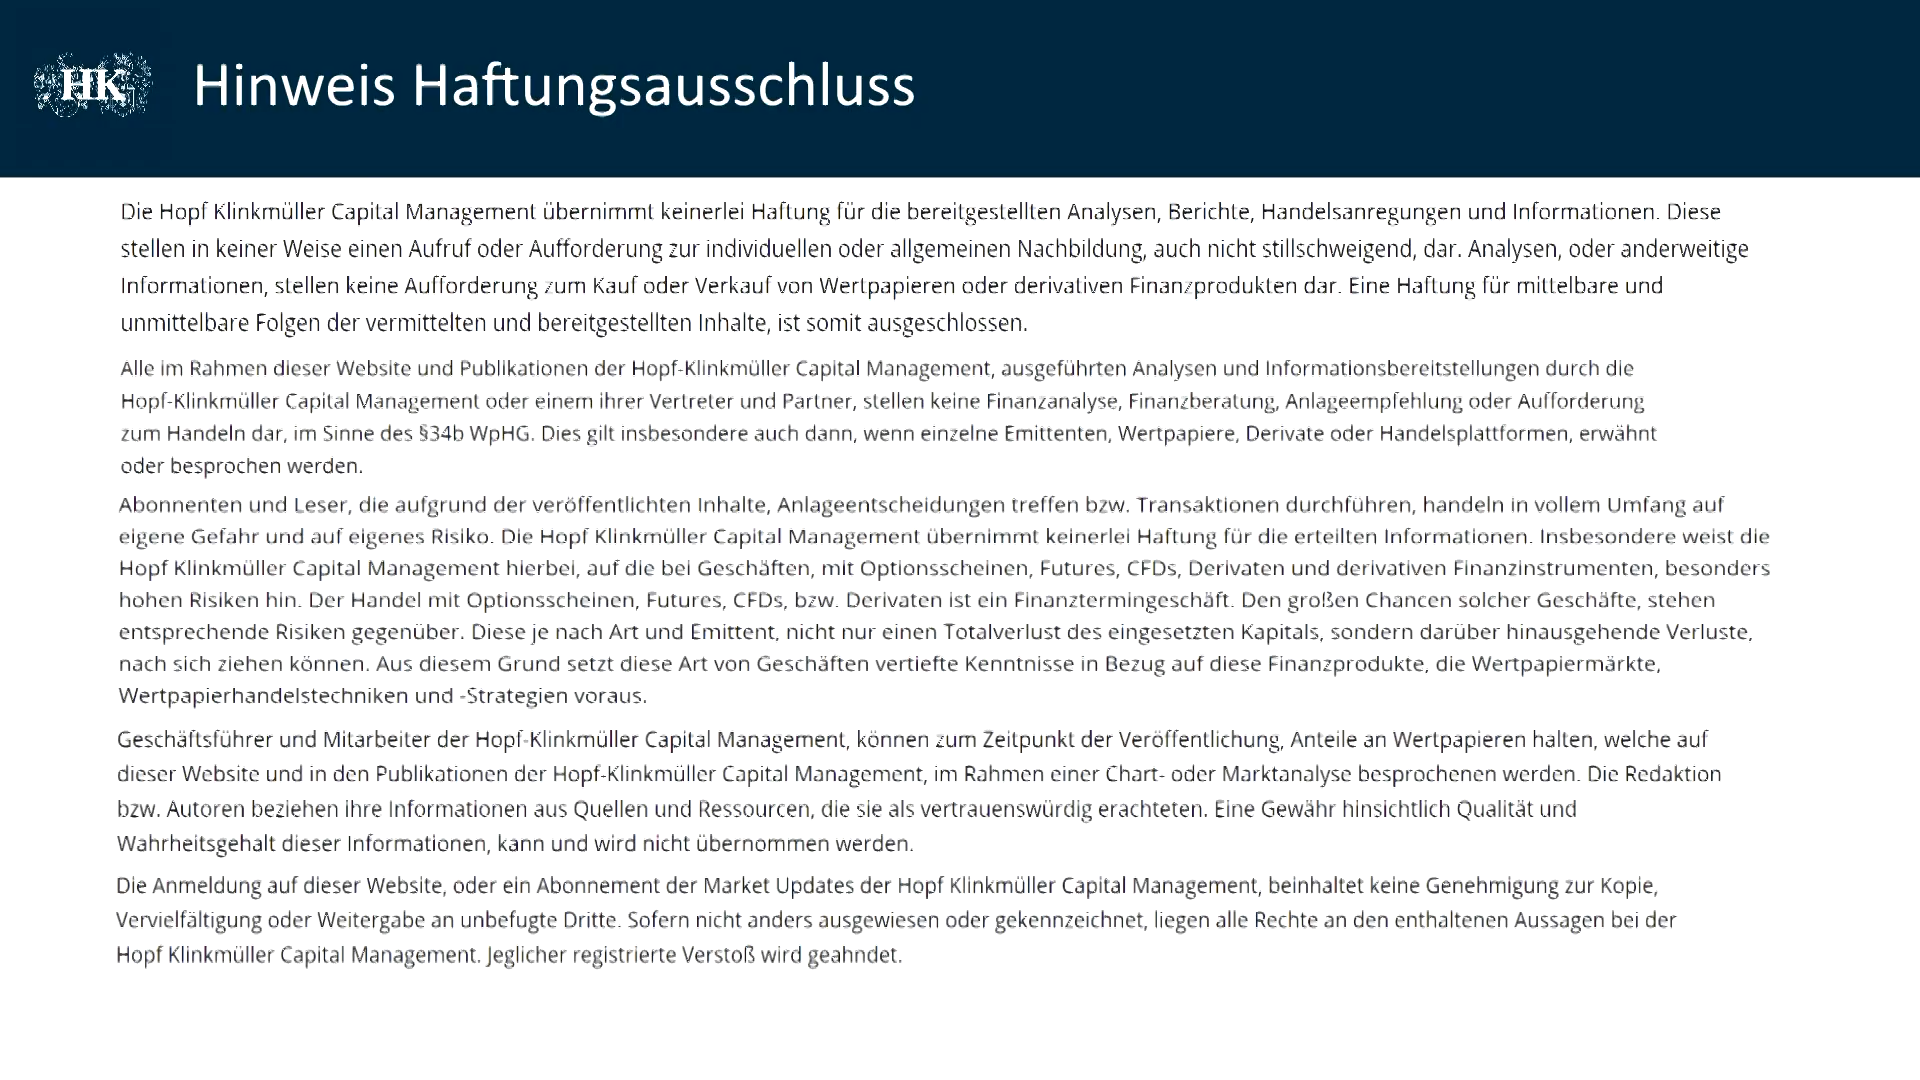 HK
Hinweis Haftungsausschluss
Die Hopf Klinkmüller Capital Management übernimmt keinerlei Haftung für die bereitgestellten Analysen, Berichte, Handelsanregungen und Informationen. Diese
stellen in keiner Weise einen Aufruf oder Aufforderung zur individuellen oder allgemeinen Nachbildung, auch nicht stillschweigend, dar. Analysen, oder anderweitige
Informationen, stellen keine Aufforderung zum Kauf oder Verkauf von Wertpapieren oder derivativen Finanzprodukten dar. Eine Haftung für mittelbare und
unmittelbare Folgen der vermittelten und bereitgestellten Inhalte, ist somit ausgeschlossen.
Alle im Rahmen dieser Website und Publikationen der Hopf-Klinkmüller Capital Management, ausgeführten Analysen und Informationsbereitstellungen durch die
Hopf-Klinkmüller Capital Management oder einem ihrer Vertreter und Partner, stellen keine Finanzanalyse, Finanzberatung, Anlageempfehlung oder Aufforderung
zum Handeln dar, im Sinne des §34b WpHG. Dies gilt insbesondere auch dann, wenn einzelne Emittenten, Wertpapiere, Derivate oder Handelsplattformen, erwähnt
oder besprochen werden.
Abonnenten und Leser, die aufgrund der veröffentlichten Inhalte, Anlageentscheidungen treffen bzw. Transaktionen durchführen, handeln in vollem Umfang auf
eigene Gefahr und auf eigenes Risiko. Die Hopf Klinkmüller Capital Management übernimmt keinerlei Haftung für die erteilten Informationen. Insbesondere weist die
Hopf Klinkmüller Capital Management hierbei, auf die bei Geschäften, mit Optionsscheinen, Futures, CFDs, Derivaten und derivativen Finanzinstrumenten, besonders
hohen Risiken hin. Der Handel mit Optionsscheinen, Futures, CFDs, bzw. Derivaten ist ein Finanztermingeschäft. Den großen Chancen solcher Geschäfte, stehen
entsprechende Risiken gegenüber. Diese je nach Art und Emittent, nicht nur einen Totalverlust des eingesetzten Kapitals, sondern darüber hinausgehende Verluste,
nach sich ziehen können. Aus diesem Grund setzt diese Art von Geschäften vertiefte Kenntnisse in Bezug auf diese Finanzprodukte, die Wertpapiermärkte,
Wertpapierhandelstechniken und -Strategien voraus.
Geschäftsführer und Mitarbeiter der Hopf-Klinkmüller Capital Management, können zum Zeitpunkt der Veröffentlichung, Anteile an Wertpapieren halten, welche auf
dieser Website und in den Publikationen der Hopf-Klinkmüller Capital Management, im Rahmen einer Chart- oder Marktanalyse besprochenen werden. Die Redaktion
bzw. Autoren beziehen ihre Informationen aus Quellen und Ressourcen, die sie als vertrauenswürdig erachteten. Eine Gewähr hinsichtlich Qualität und
Wahrheitsgehalt dieser Informationen, kann und wird nicht übernommen werden.
Die Anmeldung auf dieser Website, oder ein Abonnement der Market Updates der Hopf Klinkmüller Capital Management, beinhaltet keine Genehmigung zur Kopie,
Vervielfältigung oder Weitergabe an unbefugte Dritte. Sofern nicht anders ausgewiesen oder gekennzeichnet, liegen alle Rechte an den enthaltenen Aussagen bei der
Hopf Klinkmüller Capital Management. Jeglicher registrierte Verstoß wird geahndet.